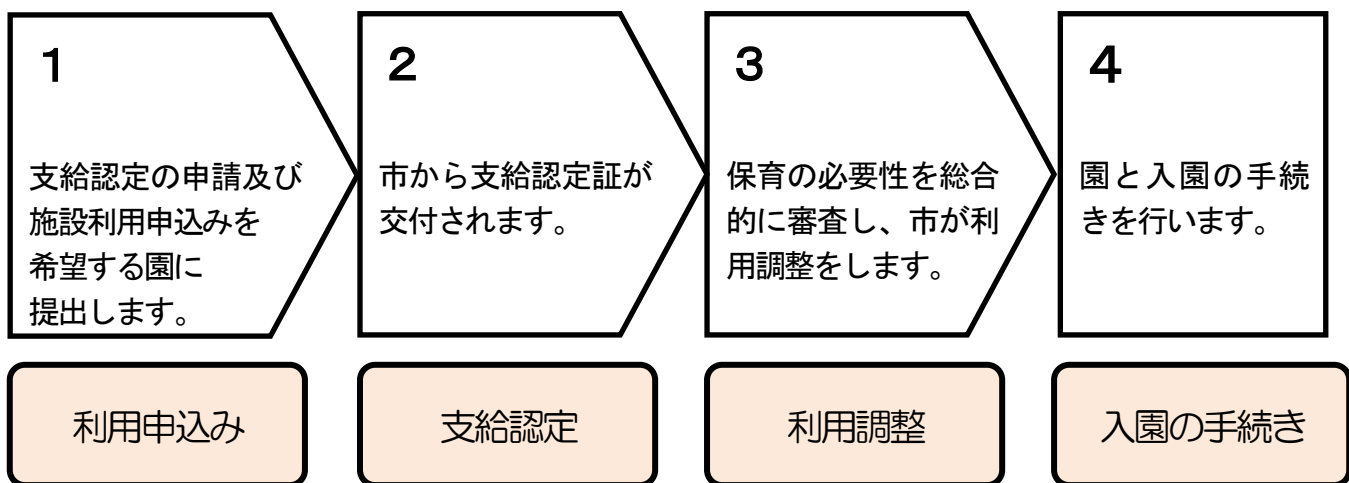 1
支給認定の申請及び
施設利用申込みを
希望する園に
提出します。
2
市から支給認定証が
交付されます。
3
保育の必要性を総合
的に審査し、市が利
用調整をします。
4
園と入園の手続
きを行います。
利用申込み
支給認定
利用調整
入園の手続き